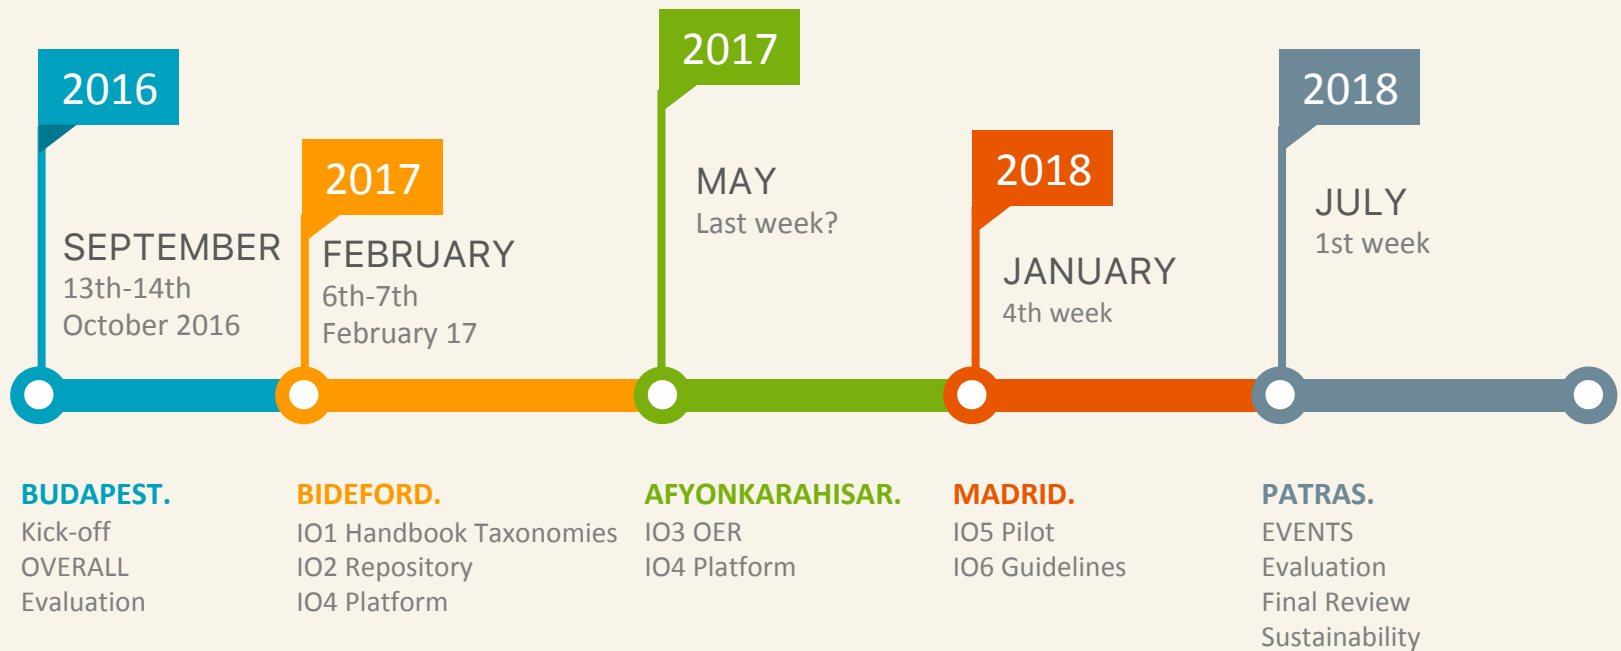 2016
SEPTEMBER
13th-14th
October 2016
BUDAPEST.
Kick-off
OVERALL
Evaluation
2017
FEBRUARY
6th-7th
February 17
BIDEFORD.
IO1 Handbook Taxonomies
IO2 Repository
IO4 Platform
2017
MAY
Last week?
AFYONKARAHISAR.
IO3 OER
IO4 Platform
2018
JANUARY
4th week
MADRID.
IO5 Pilot
IO6 Guidelines
2018
JULY
1st week
PATRAS.
EVENTS
Evaluation
Final Review
Sustainability